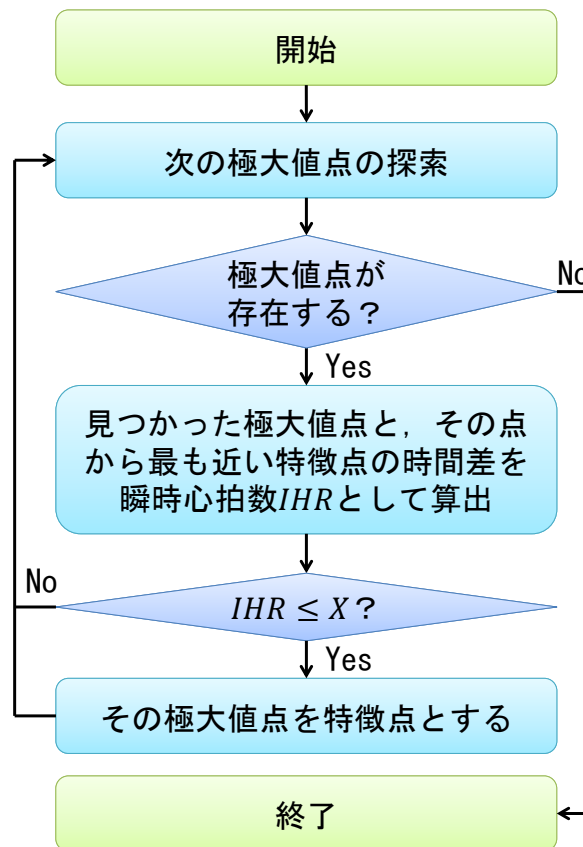 開始
次の極大値点の探索
極大値点が
存在する？
No
Yes
見つかった極大値点と，その点
から最も近い特徴点の時間差を
瞬時心拍数IHRとして算出
No
IHR ≤ X？
Yes
その極大値点を特徴点とする
終了